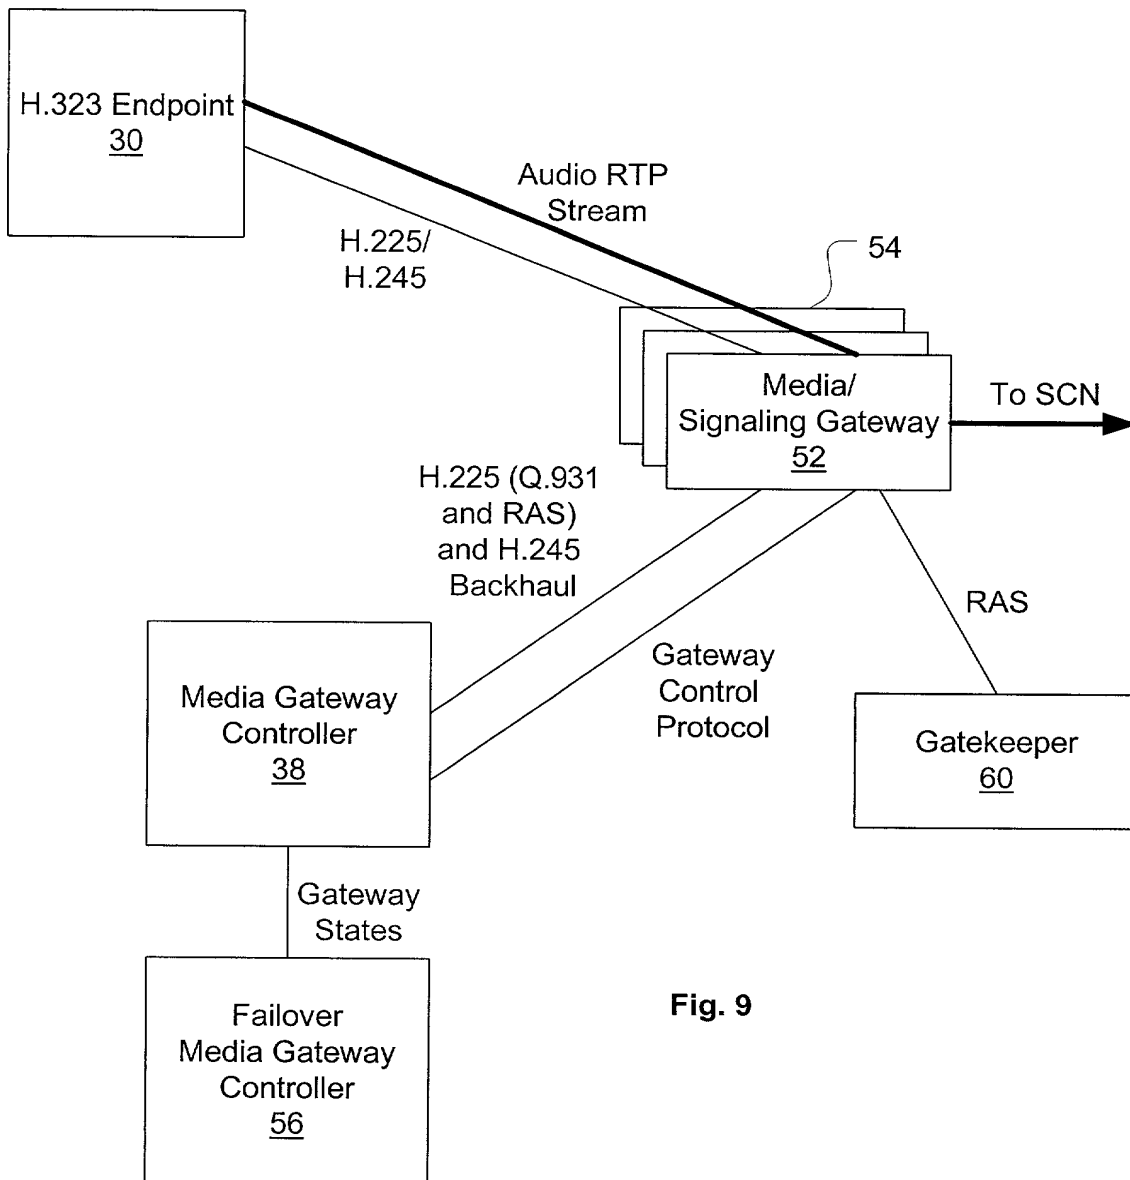 H.323 Endpoint
30
Audio RTP
Stream
H.225/
H.245
54
Media/
Signaling Gateway
52
To SCN
H.225 (Q.931
and RAS)
and H.245
Backhaul
RAS
Gateway
Control
Protocol
Media Gateway
Controller
38
Gatekeeper
60
Gateway
States
Failover
Media Gateway
Controller
56
Fig. 9